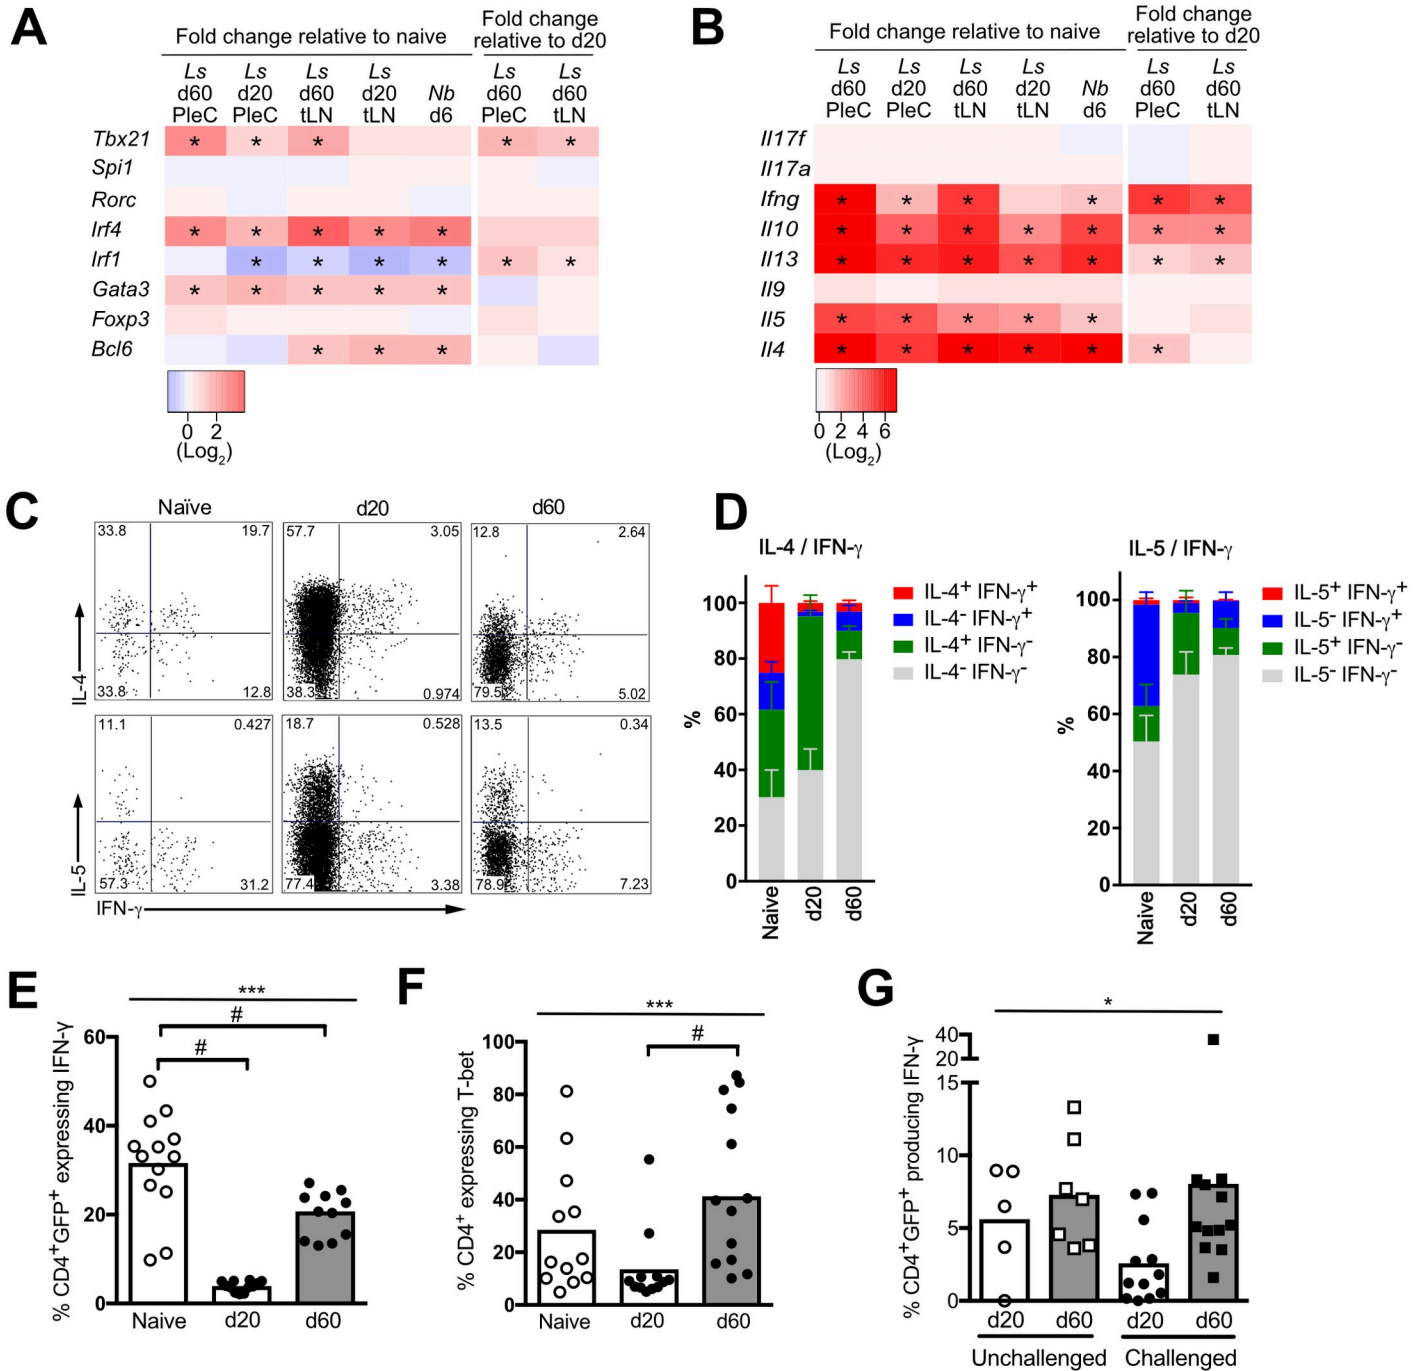 A
Fold change relative to naive
Fold change
relative to d20
Ls Ls Ls Ls Nb Ls Ls
d60 d20 d60 d20 d6 d60 d60
PleC PleC tLN tLN PleC tLN
Tbx21 * * * * *
Spi1
Rorc
Irf4 * * * * *
Irf1 * * * * * *
Gata3 * * * * *
Foxp3
Bcl6 * * *
0 2
(Log2)
B
Fold change relative to naive
Fold change
relative to d20
Ls Ls Ls Ls Nb Ls Ls
d60 d20 d60 d20 d6 d60 d60
PleC PleC tLN tLN PleC tLN
Il17f
Il17a
Ifng * * * * * *
Il10 * * * * * * *
Il13 * * * * * * *
Il9
Il5 * * * * *
Il4 * * * * * *
0 2 4 6
(Log2)
C
Naïve d20 d60
33.8 19.7 57.7 3.05 12.8 2.64
IL-4
33.8 12.8 38.3 0.974 79.5 5.02
11.1 0.427 18.7 0.528 13.5 0.34
IL-5
57.3 31.2 77.4 3.38 78.9 7.23
IFN-γ
D
IL-4 / IFN-γ
%
100
80
60
40
20
0
Naive d20 d60
IL-4+ IFN-γ+
IL-4- IFN-γ+
IL-4+ IFN-γ-
IL-4- IFN-γ-
IL-5 / IFN-γ
%
100
80
60
40
20
0
Naive d20 d60
IL-5+ IFN-γ+
IL-5- IFN-γ+
IL-5+ IFN-γ-
IL-5- IFN-γ-
E
% CD4+GFP+ expressing IFN-γ
***
#
#
60
40
20
0
Naive d20 d60
F
% CD4+ expressing T-bet
***
#
100
80
60
40
20
0
Naive d20 d60
G
% CD4+GFP+ producing IFN-γ
*
40
20
15
10
5
0
d20 d60 d20 d60
Unchallenged Challenged